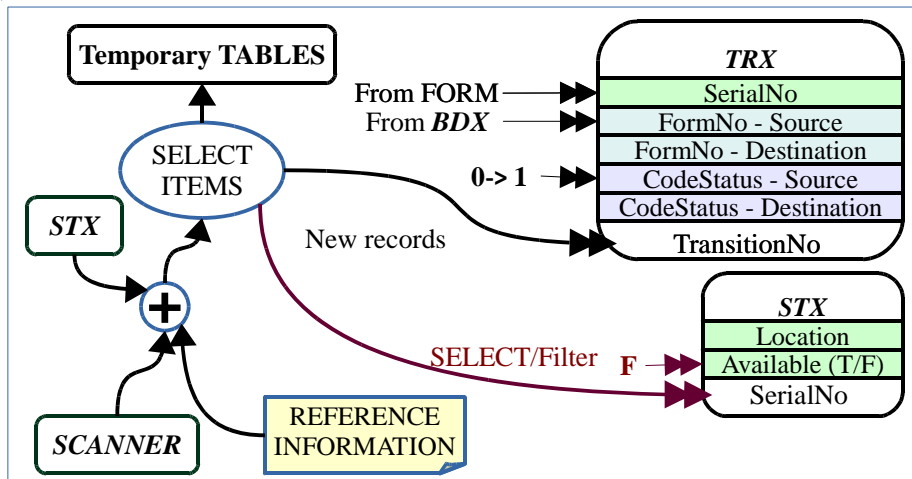 Temporary TABLES
TRX
From FORM
SerialNo
From BDX
FormNo - Source
FormNo - Destination
SELECT
ITEMS
0-> 1
CodeStatus - Source
CodeStatus - Destination
STX
New records
TransitionNo
+
STX
Location
SELECT/Filter
F
Available (T/F)
SerialNo
REFERENCE
INFORMATION
SCANNER